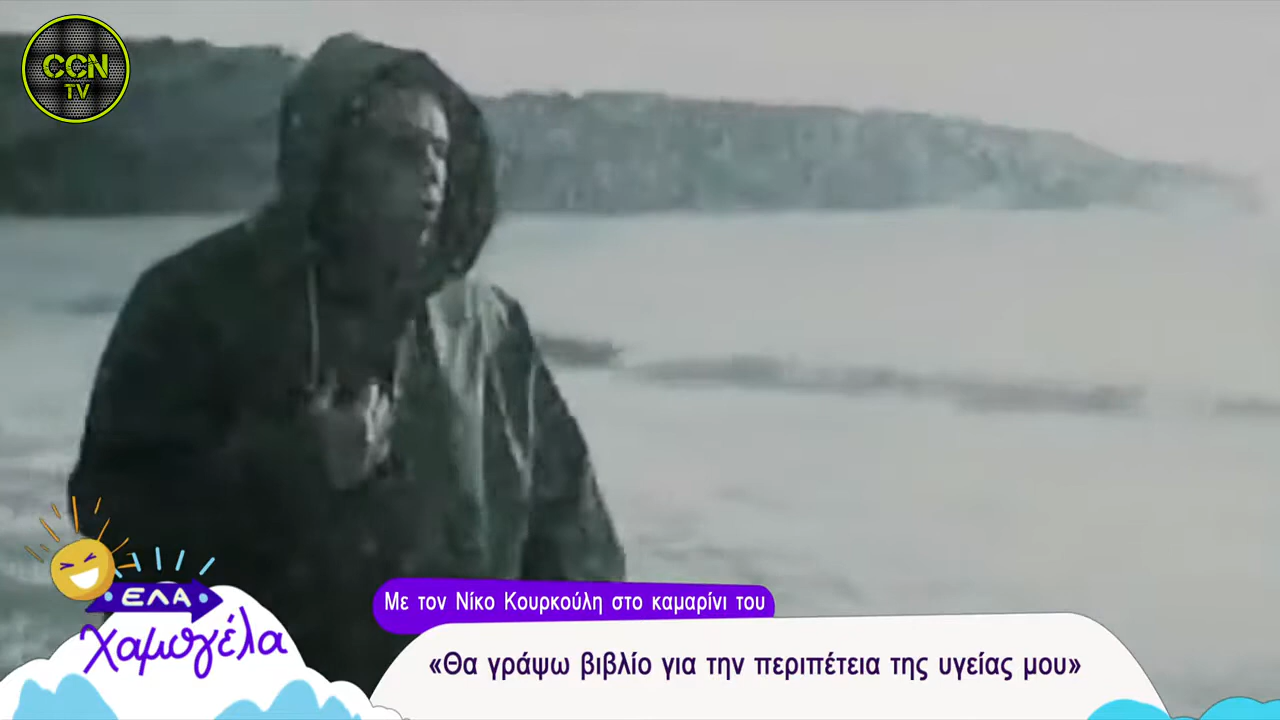 CCN
TV
ΕΛΑ
χαμογέλα
Με τον Νίκο Κουρκούλη στο καμαρίνι του
«Θα γράψω βιβλίο για την περιπέτεια της υγείας μου»